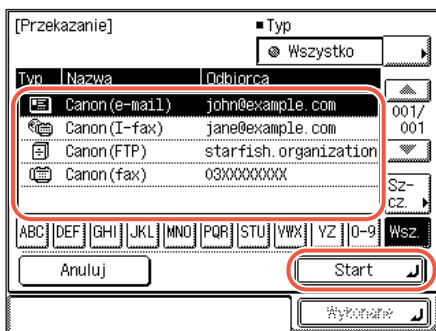 [Przekazanie]
■ Typ
Wszystko
Typ Nazwa Odbiorca
Canon(e-mail) john@example.com
Canon(I-fax) jane@example.com
Canon(FTP) starfish.organization
Canon(fax) 03XXXXXXXX
001/
001
Sz-
cz.
ABC DEF GHI JKL MNO PQR STU VWX YZ 0-9 Wsz.
Anuluj Start
Wykonane